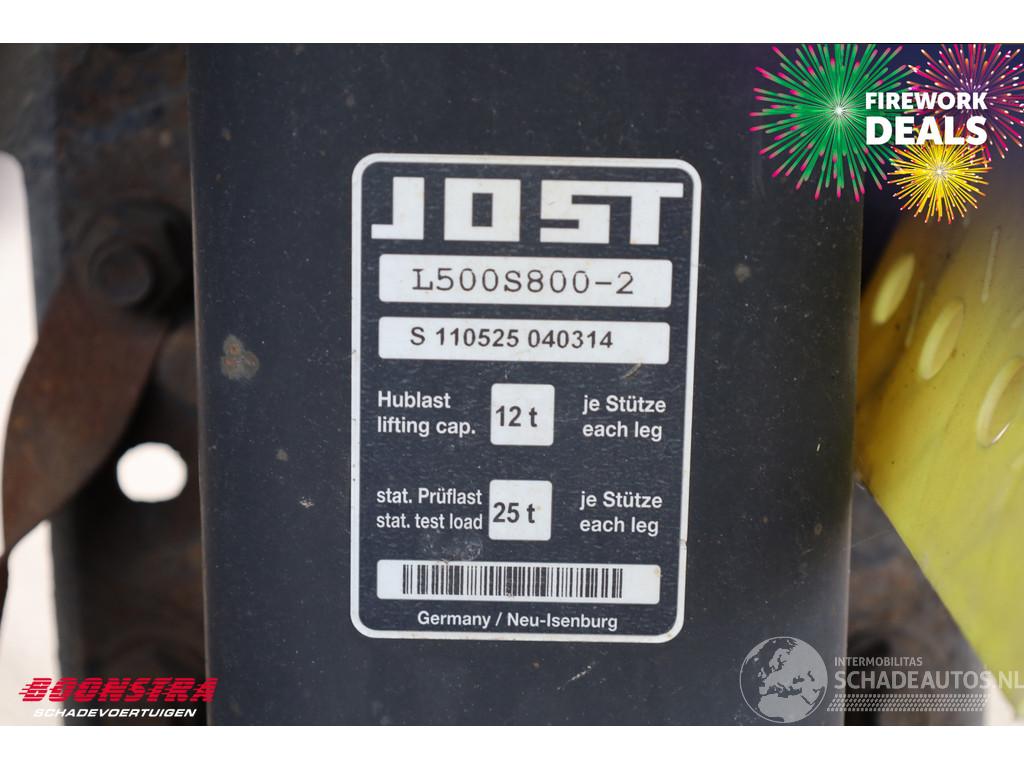 FIREWORK
DEALS
JOST
L500S800-2
S 110525 040314
Hublast
lifting cap.
12 t
je Stütze
each leg
stat. Prüflast
stat. test load
25 t
je Stütze
each leg
Germany / Neu-Isenburg
BOONSTRA
SCHADEVOERTUIGEN
INTERMOBILITAS
SCHADEAUTOS.NL